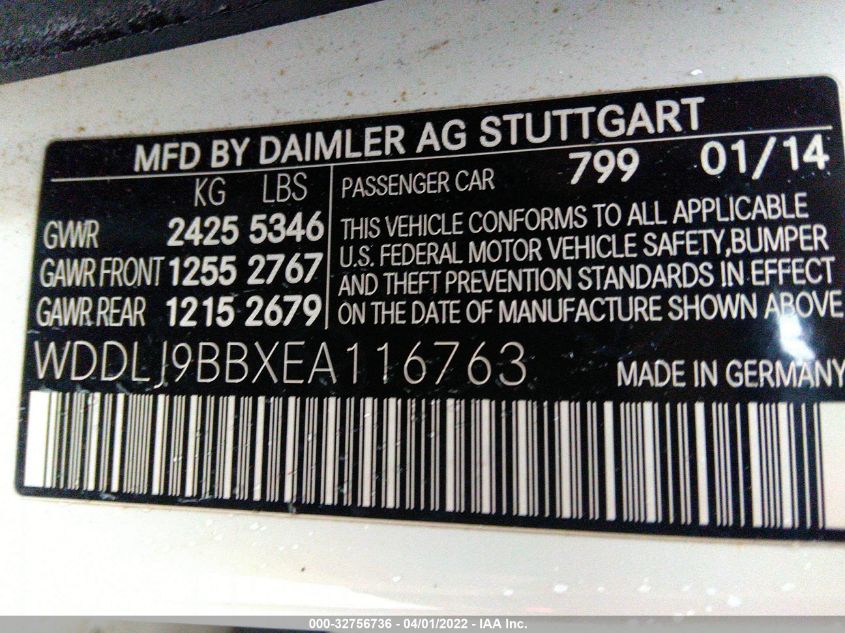 MFD BY DAIMLER AG STUTTGART
KG LBS
GVWR 2425 5346
GAWR FRONT 1255 2767
GAWR REAR 1215 2679
PASSENGER CAR 799 01/14
THIS VEHICLE CONFORMS TO ALL APPLICABLE
U.S. FEDERAL MOTOR VEHICLE SAFETY,BUMPER
AND THEFT PREVENTION STANDARDS IN EFFECT
ON THE DATE OF MANUFACTURE SHOWN ABOVE
WDDLJ9BBXEA116763
MADE IN GERMANY
000-32756736 - 04/01/2022 - IAA Inc.